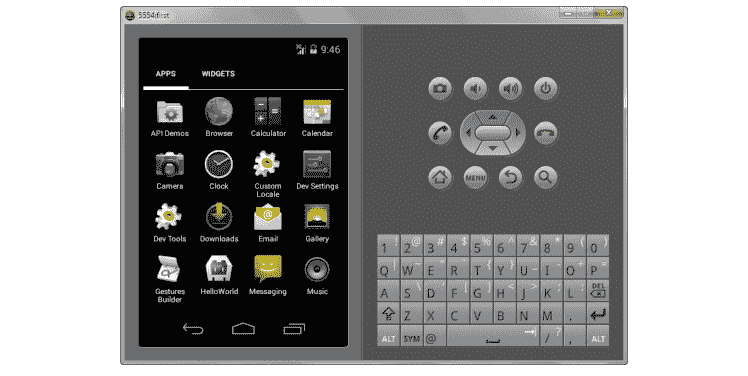 5554:first
3G 9:46
APPS WIDGETS
API Demos Browser Calculator Calendar
Camera Clock Custom Locale Dev Settings
Dev Tools Downloads Email Gallery
Gestures Builder HelloWorld Messaging Music
MENU
1 ! 2 @ 3 # 4 $ 5 % 6 ^ 7 & 8 * 9 ( 0 )
Q | W E " R T { Y } U _ I - O + P =
A S \ D ' F [ G ] H < J > K ; L : DEL
Z X C V B N M .
ALT SYM @ / ? , ALT